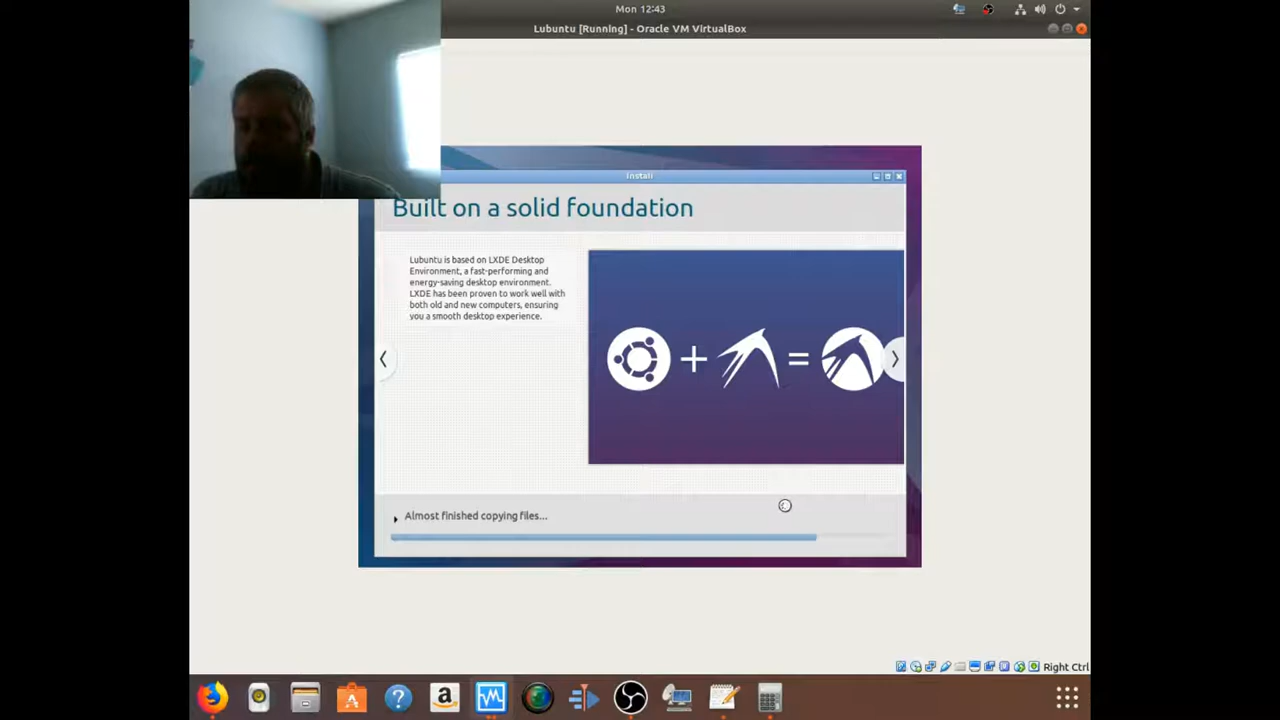 Mon 12:43
Lubuntu [Running] - Oracle VM VirtualBox
Install
Built on a solid foundation
Lubuntu is based on LXDE Desktop
Environment, a fast-performing and
energy-saving desktop environment.
LXDE has been proven to work well with
both old and new computers, ensuring
you a smooth desktop experience.
Almost finished copying files...
Right Ctrl